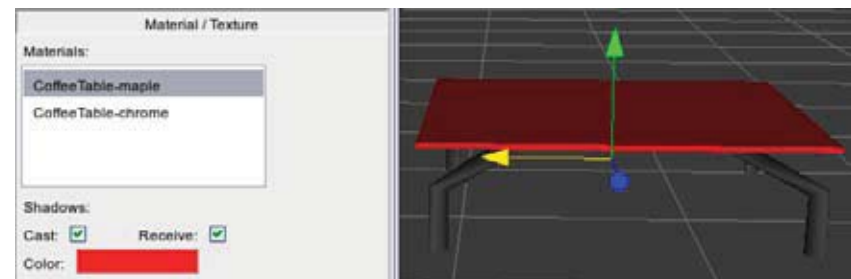 Material / Texture
Materials:
CoffeeTable-maple
CoffeeTable-chrome
Shadows:
Cast: Receive:
Color: